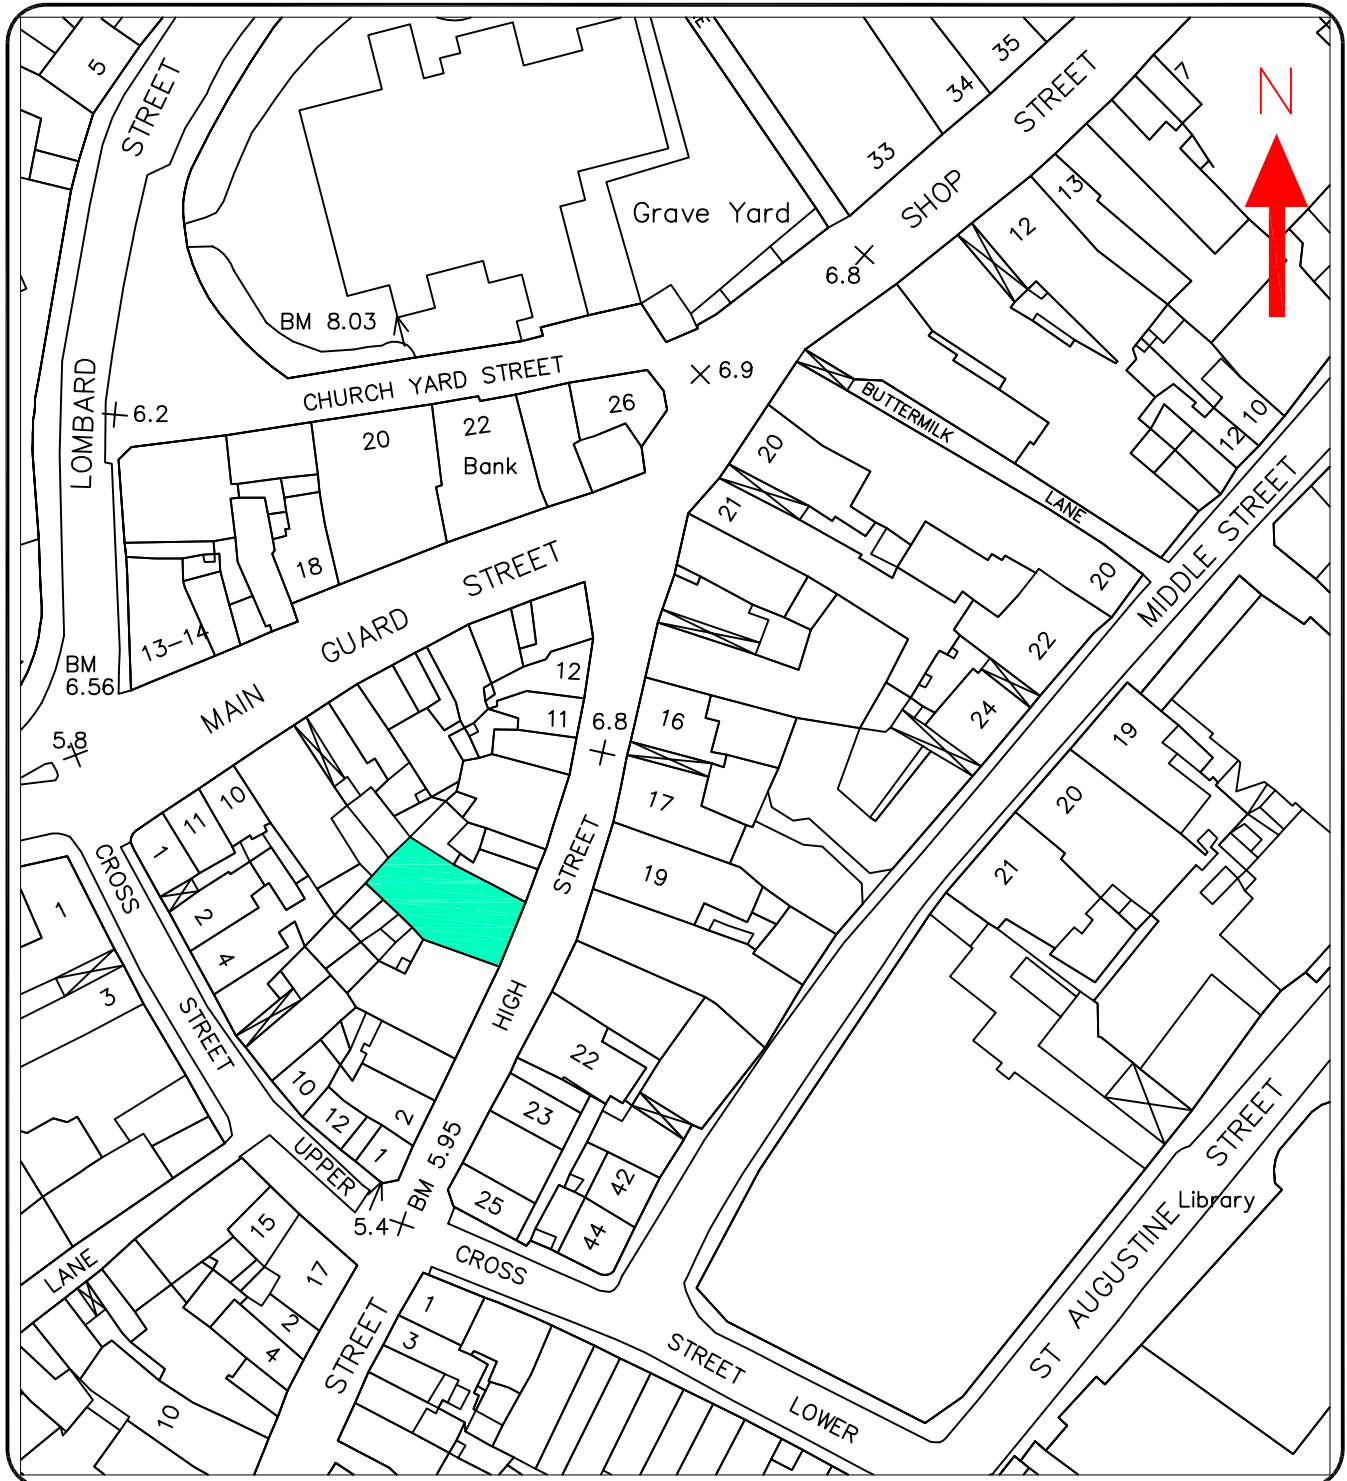 5
STREET
35
34
33
7
N
STREET
SHOP
13
12
Grave Yard
6.8
BM 8.03
CHURCH YARD STREET
6.9
LOMBARD
6.2
20
22
Bank
26
BUTTERMILK
LANE
10
12
20
21
18
STREET
GUARD
MAIN
13-14
BM
6.56
5.8
20
MIDDLE STREET
22
24
12
11
6.8
16
17
19
19
20
21
10
11
1
CROSS
2
4
STREET
1
3
STREET
HIGH
22
23
25
42
44
10
12
1
2
UPPER
BM 5.95
5.4
CROSS
STREET
LOWER
LANE
15
17
2
4
10
STREET
1
3
ST AUGUSTINE STREET
Library